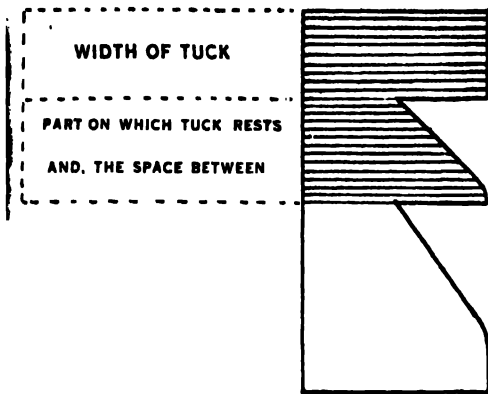 WIDTH OF TUCK
PART ON WHICH TUCK RESTS
AND, THE SPACE BETWEEN